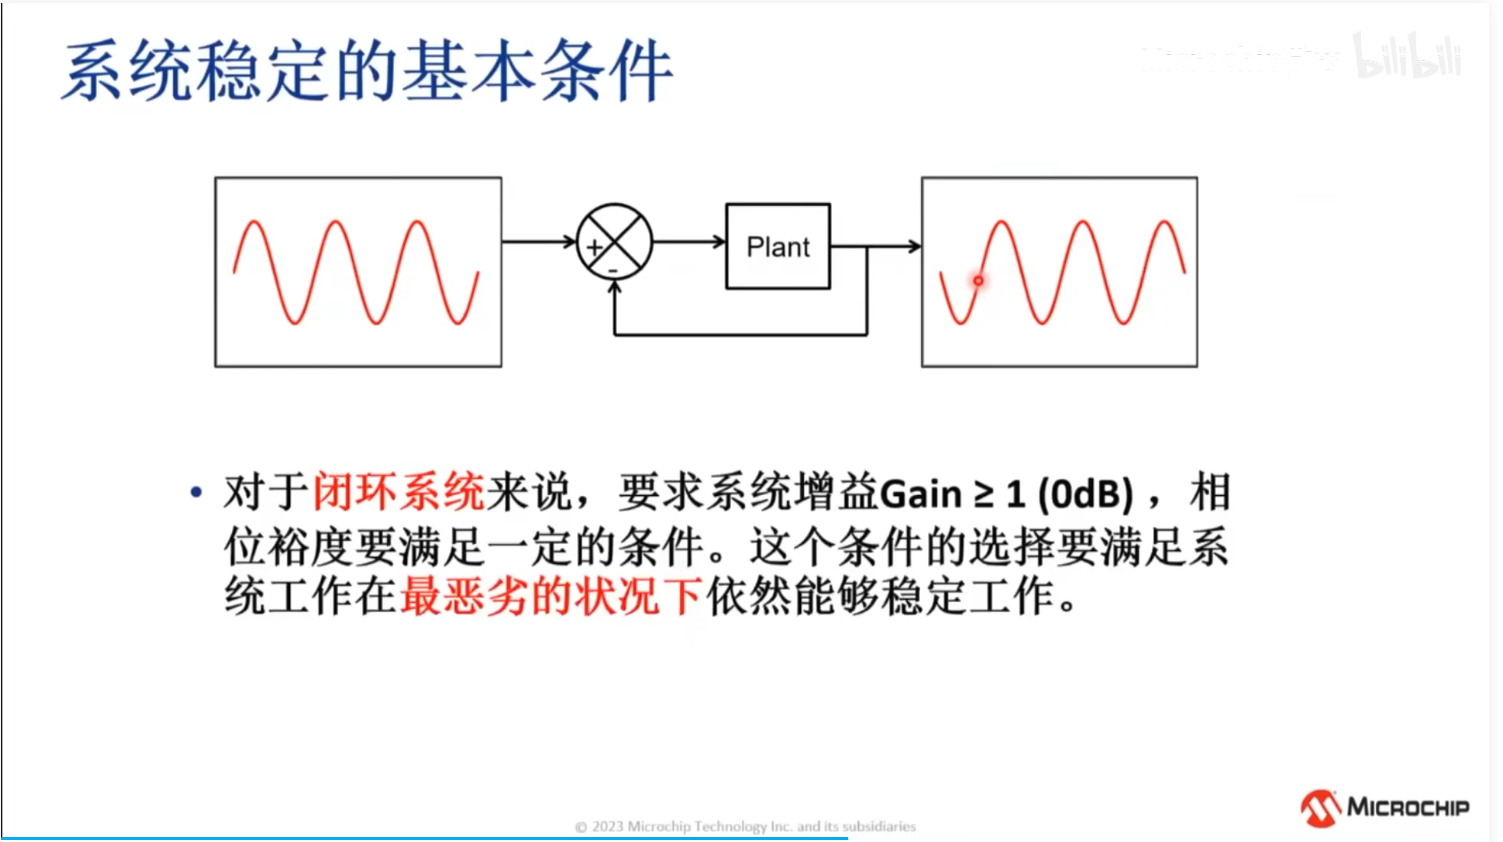 系统稳定的基本条件
bilibili
+
-
Plant
• 对于闭环系统来说，要求系统增益Gain ≥ 1 (0dB) ，相
位裕度要满足一定的条件。这个条件的选择要满足系
统工作在最恶劣的状况下依然能够稳定工作。
MICROCHIP
© 2023 Microchip Technology Inc. and its subsidiaries